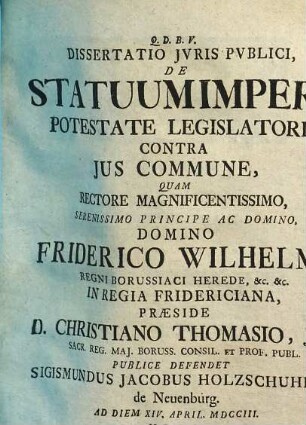 Q. D. B. V.
DISSERTATIO JVRIS PVBLICI,
DE
STATUUM IMPER
POTESTATE LEGISLATORI
CONTRA
JUS COMMUNE,
QUAM
RECTORE MAGNIFICENTISSIMO,
SERENISSIMO PRINCIPE AC DOMINO,
DOMINO
FRIDERICO WILHELM
REGNI BORUSSIACI HEREDE, &c. &c.
IN REGIA FRIDERICIANA,
PRÆSIDE
D. CHRISTIANO THOMASIO,
SACR. REG. MAJ. BORUSS. CONSIL. ET PROF. PUBL.
PUBLICE DEFENDET
SIGISMUNDUS JACOBUS HOLZSCHUH
de Neuenburg.
AD DIEM XIV. APRIL. MDCCIII.